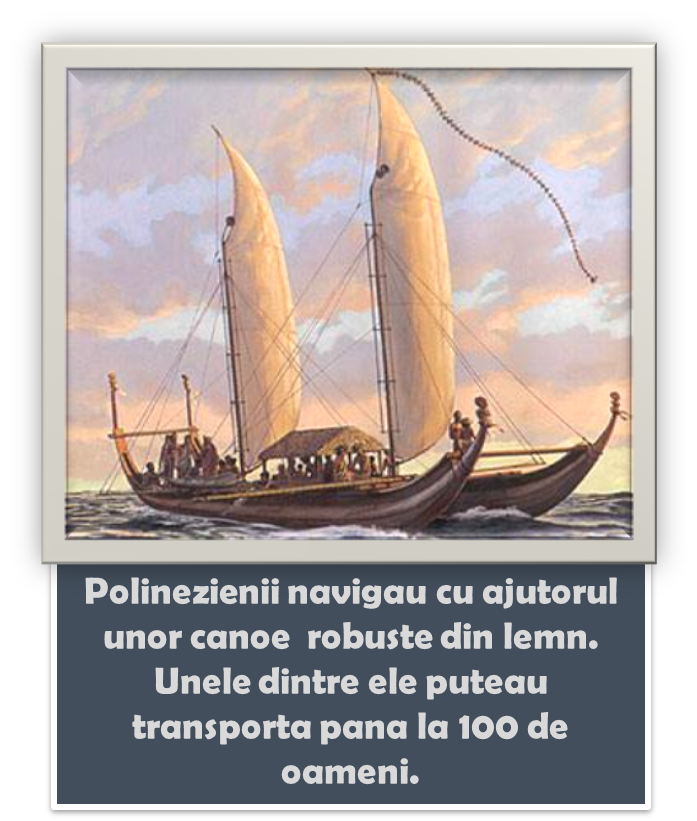 Polinezienii navigau cu ajutorul
unor canoe  robuste din lemn.
Unele dintre ele puteau
transporta pana la 100 de
oameni.